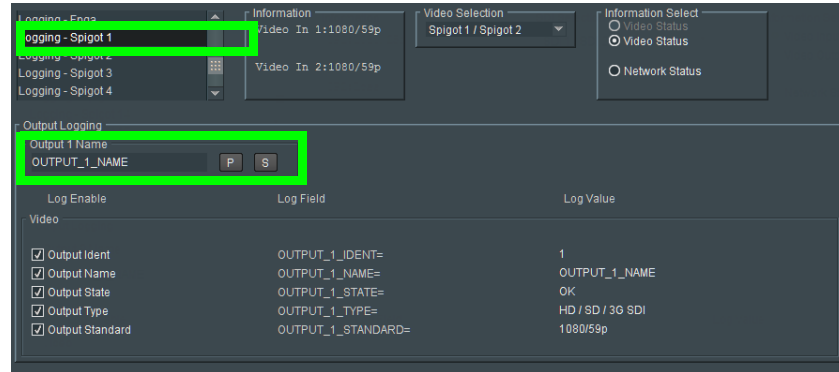 Logging - Fpga
Logging - Spigot 1
Logging - Spigot 2
Logging - Spigot 3
Logging - Spigot 4
Information
Video In 1:1080/59p
Video In 2:1080/59p
Video Selection
Spigot 1 / Spigot 2
Information Select
Video Status
Video Status
Network Status
Output Logging
Output 1 Name
OUTPUT_1_NAME P S
Log Enable Log Field Log Value
Video
Output Ident OUTPUT_1_IDENT= 1
Output Name OUTPUT_1_NAME= OUTPUT_1_NAME
Output State OUTPUT_1_STATE= OK
Output Type OUTPUT_1_TYPE= HD / SD / 3G SDI
Output Standard OUTPUT_1_STANDARD= 1080/59p